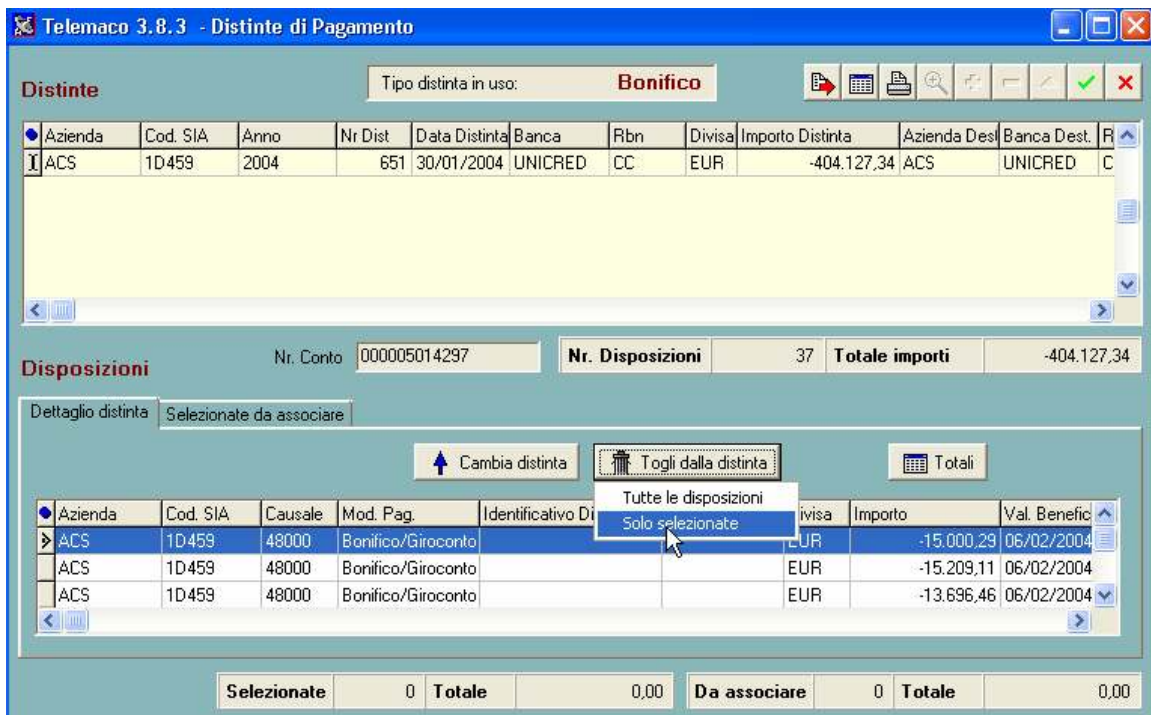 Telemaco 3.8.3 - Distinte di Pagamento
Distinte Tipo distinta in uso: Bonifico
Azienda Cod. SIA Anno Nr Dist Data Distinta Banca Rbn Divisa Importo Distinta Azienda Dest Banca Dest. R
ACS 1D459 2004 651 30/01/2004 UNICRED CC EUR -404.127,34 ACS UNICRED C
Disposizioni Nr. Conto 000005014297 Nr. Disposizioni 37 Totale importi -404.127,34
Dettaglio distinta Selezionate da associare
Cambia distinta Togli dalla distinta Totali
Tutte le disposizioni
Solo selezionate
Azienda Cod. SIA Causale Mod. Pag. Identificativo Di ivisa Importo Val. Benefic
ACS 1D459 48000 Bonifico/Giroconto EUR -15.000,29 06/02/2004
ACS 1D459 48000 Bonifico/Giroconto EUR -15.209,11 06/02/2004
ACS 1D459 48000 Bonifico/Giroconto EUR -13.696,46 06/02/2004
Selezionate 0 Totale 0,00 Da associare 0 Totale 0,00